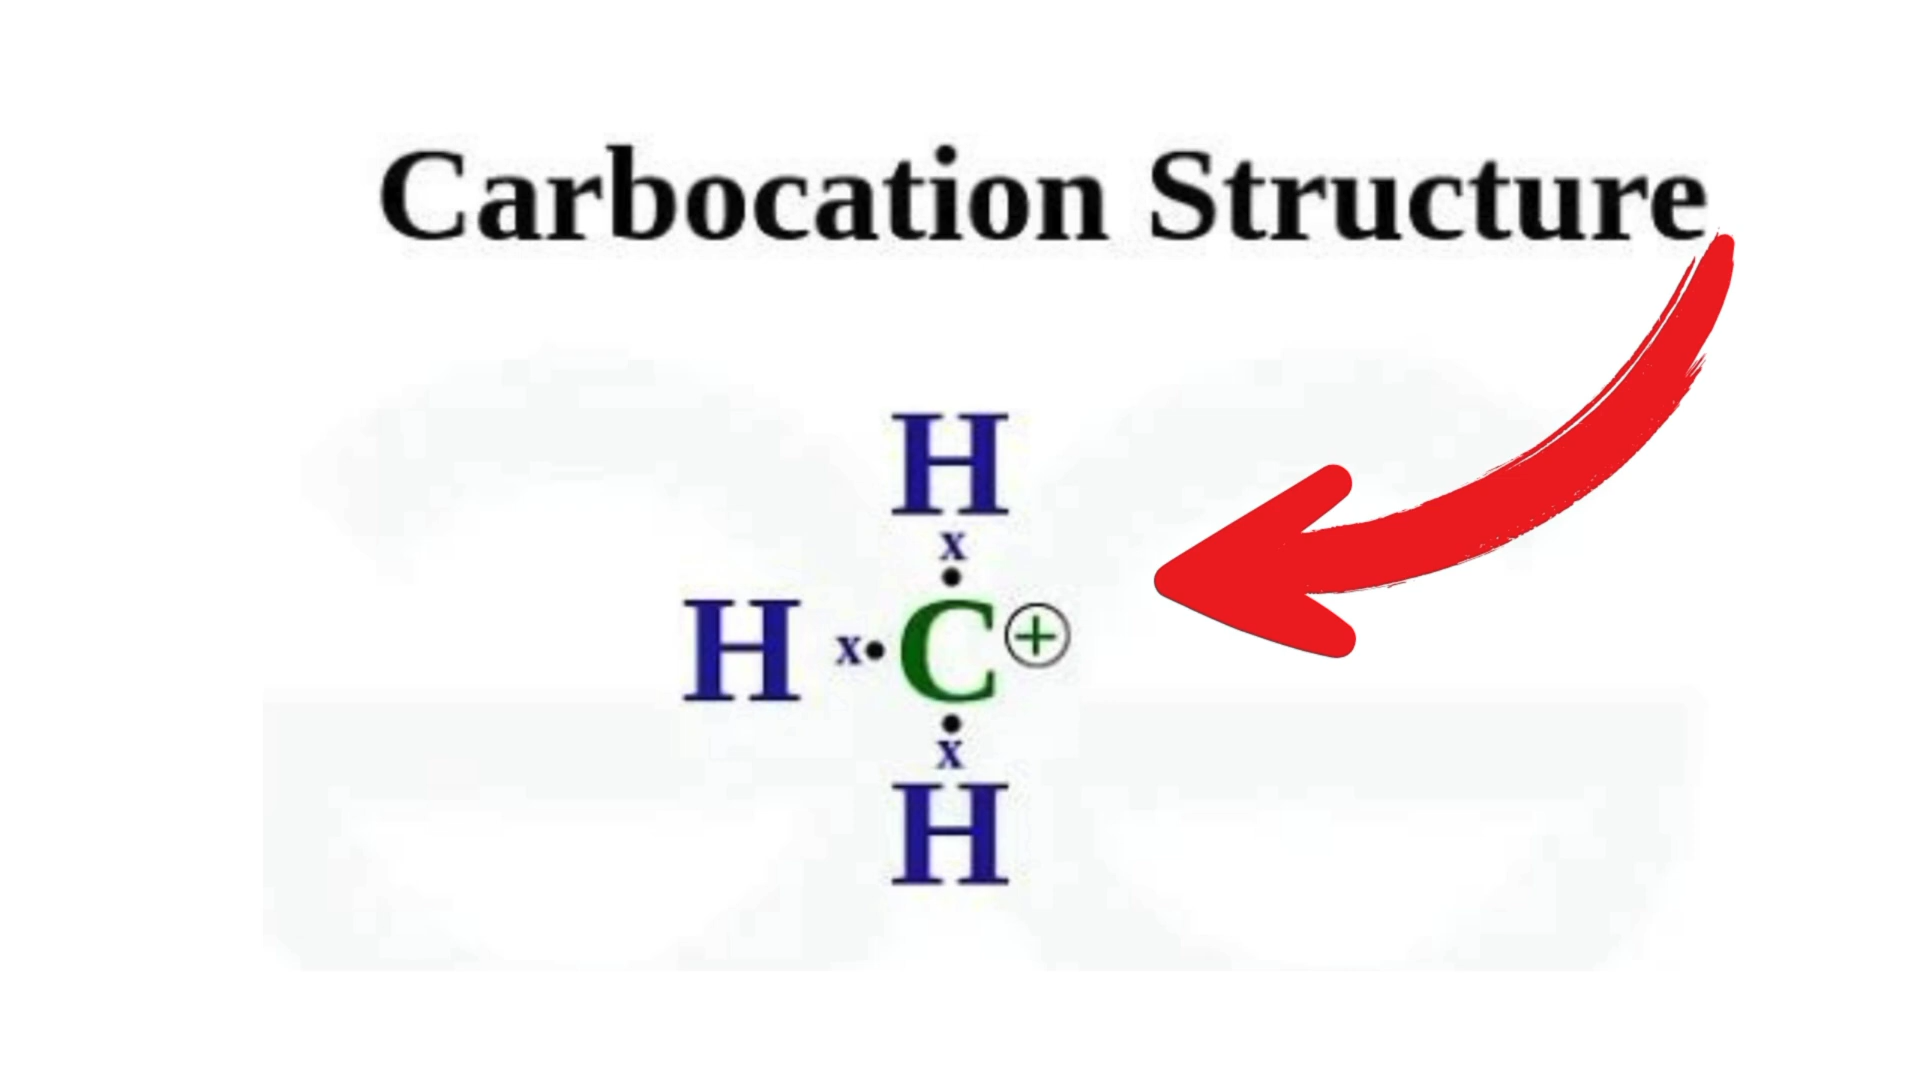 Carbocation Structure
H
x
•
H x• C ⊕
•
x
H